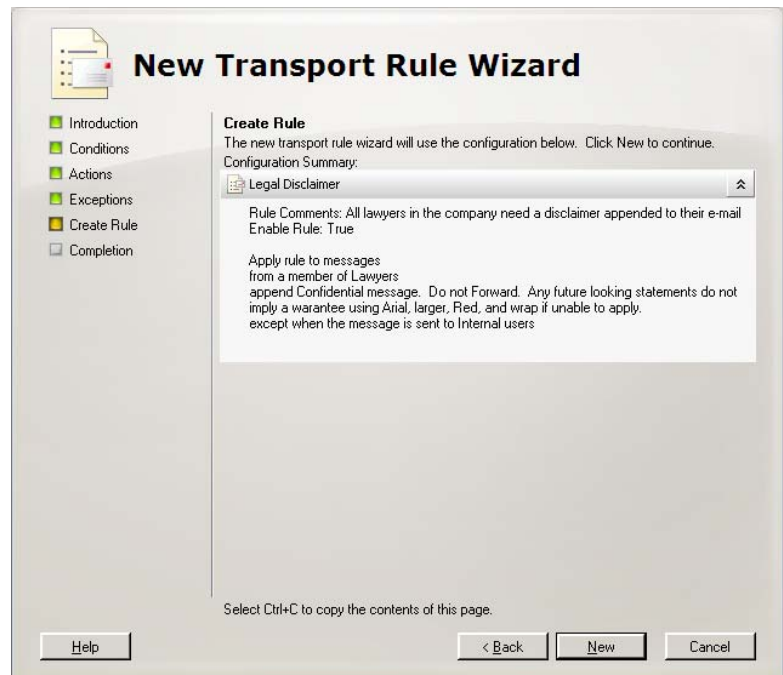 New Transport Rule Wizard
Introduction
Conditions
Actions
Exceptions
Create Rule
Completion
Create Rule
The new transport rule wizard will use the configuration below. Click New to continue.
Configuration Summary:
Legal Disclaimer
Rule Comments: All lawyers in the company need a disclaimer appended to their e-mail
Enable Rule: True
Apply rule to messages
from a member of Lawyers
append Confidential message. Do not Forward. Any future looking statements do not
imply a warantee using Arial, larger, Red, and wrap if unable to apply.
except when the message is sent to Internal users
Select Ctrl+C to copy the contents of this page.
Help
< Back
New
Cancel